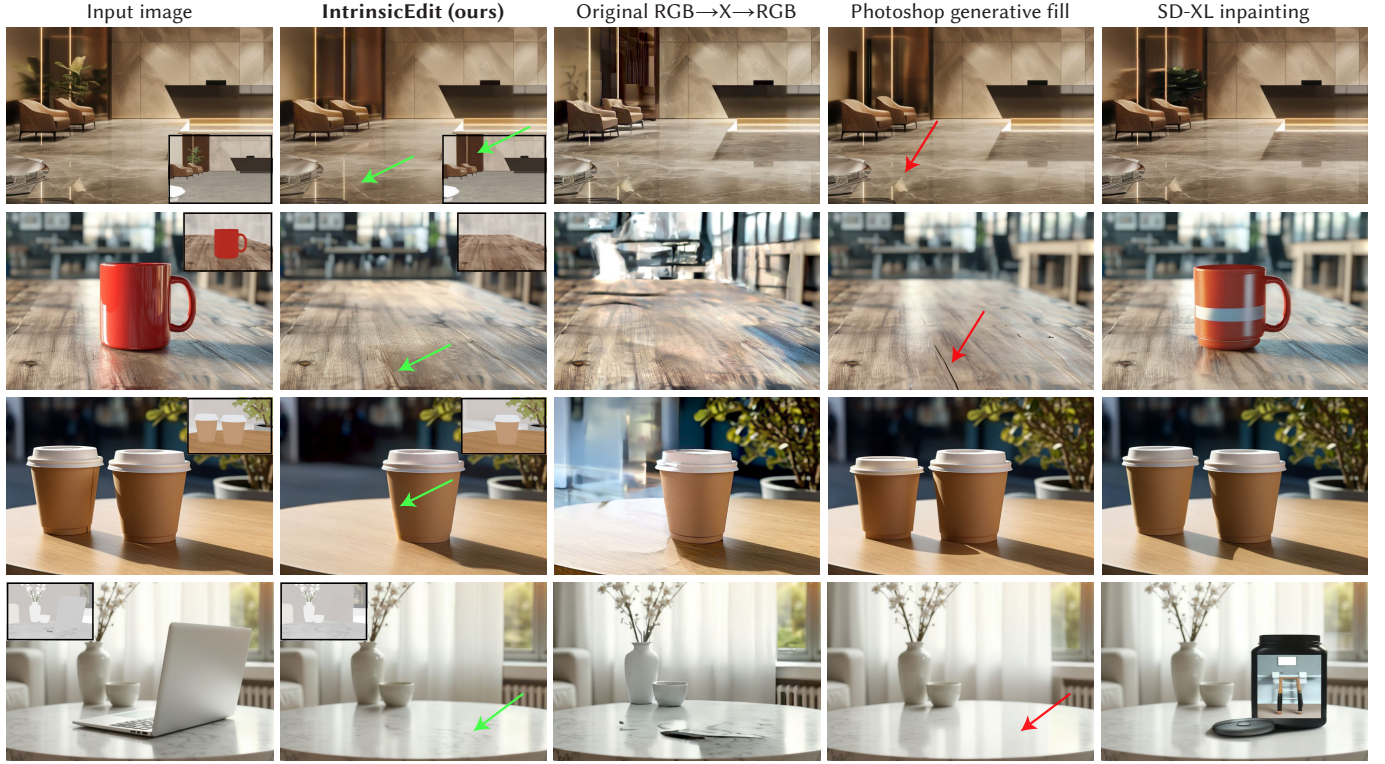 Input image
IntrinsicEdit (ours)
Original RGB→X→RGB
Photoshop generative fill
SD-XL inpainting